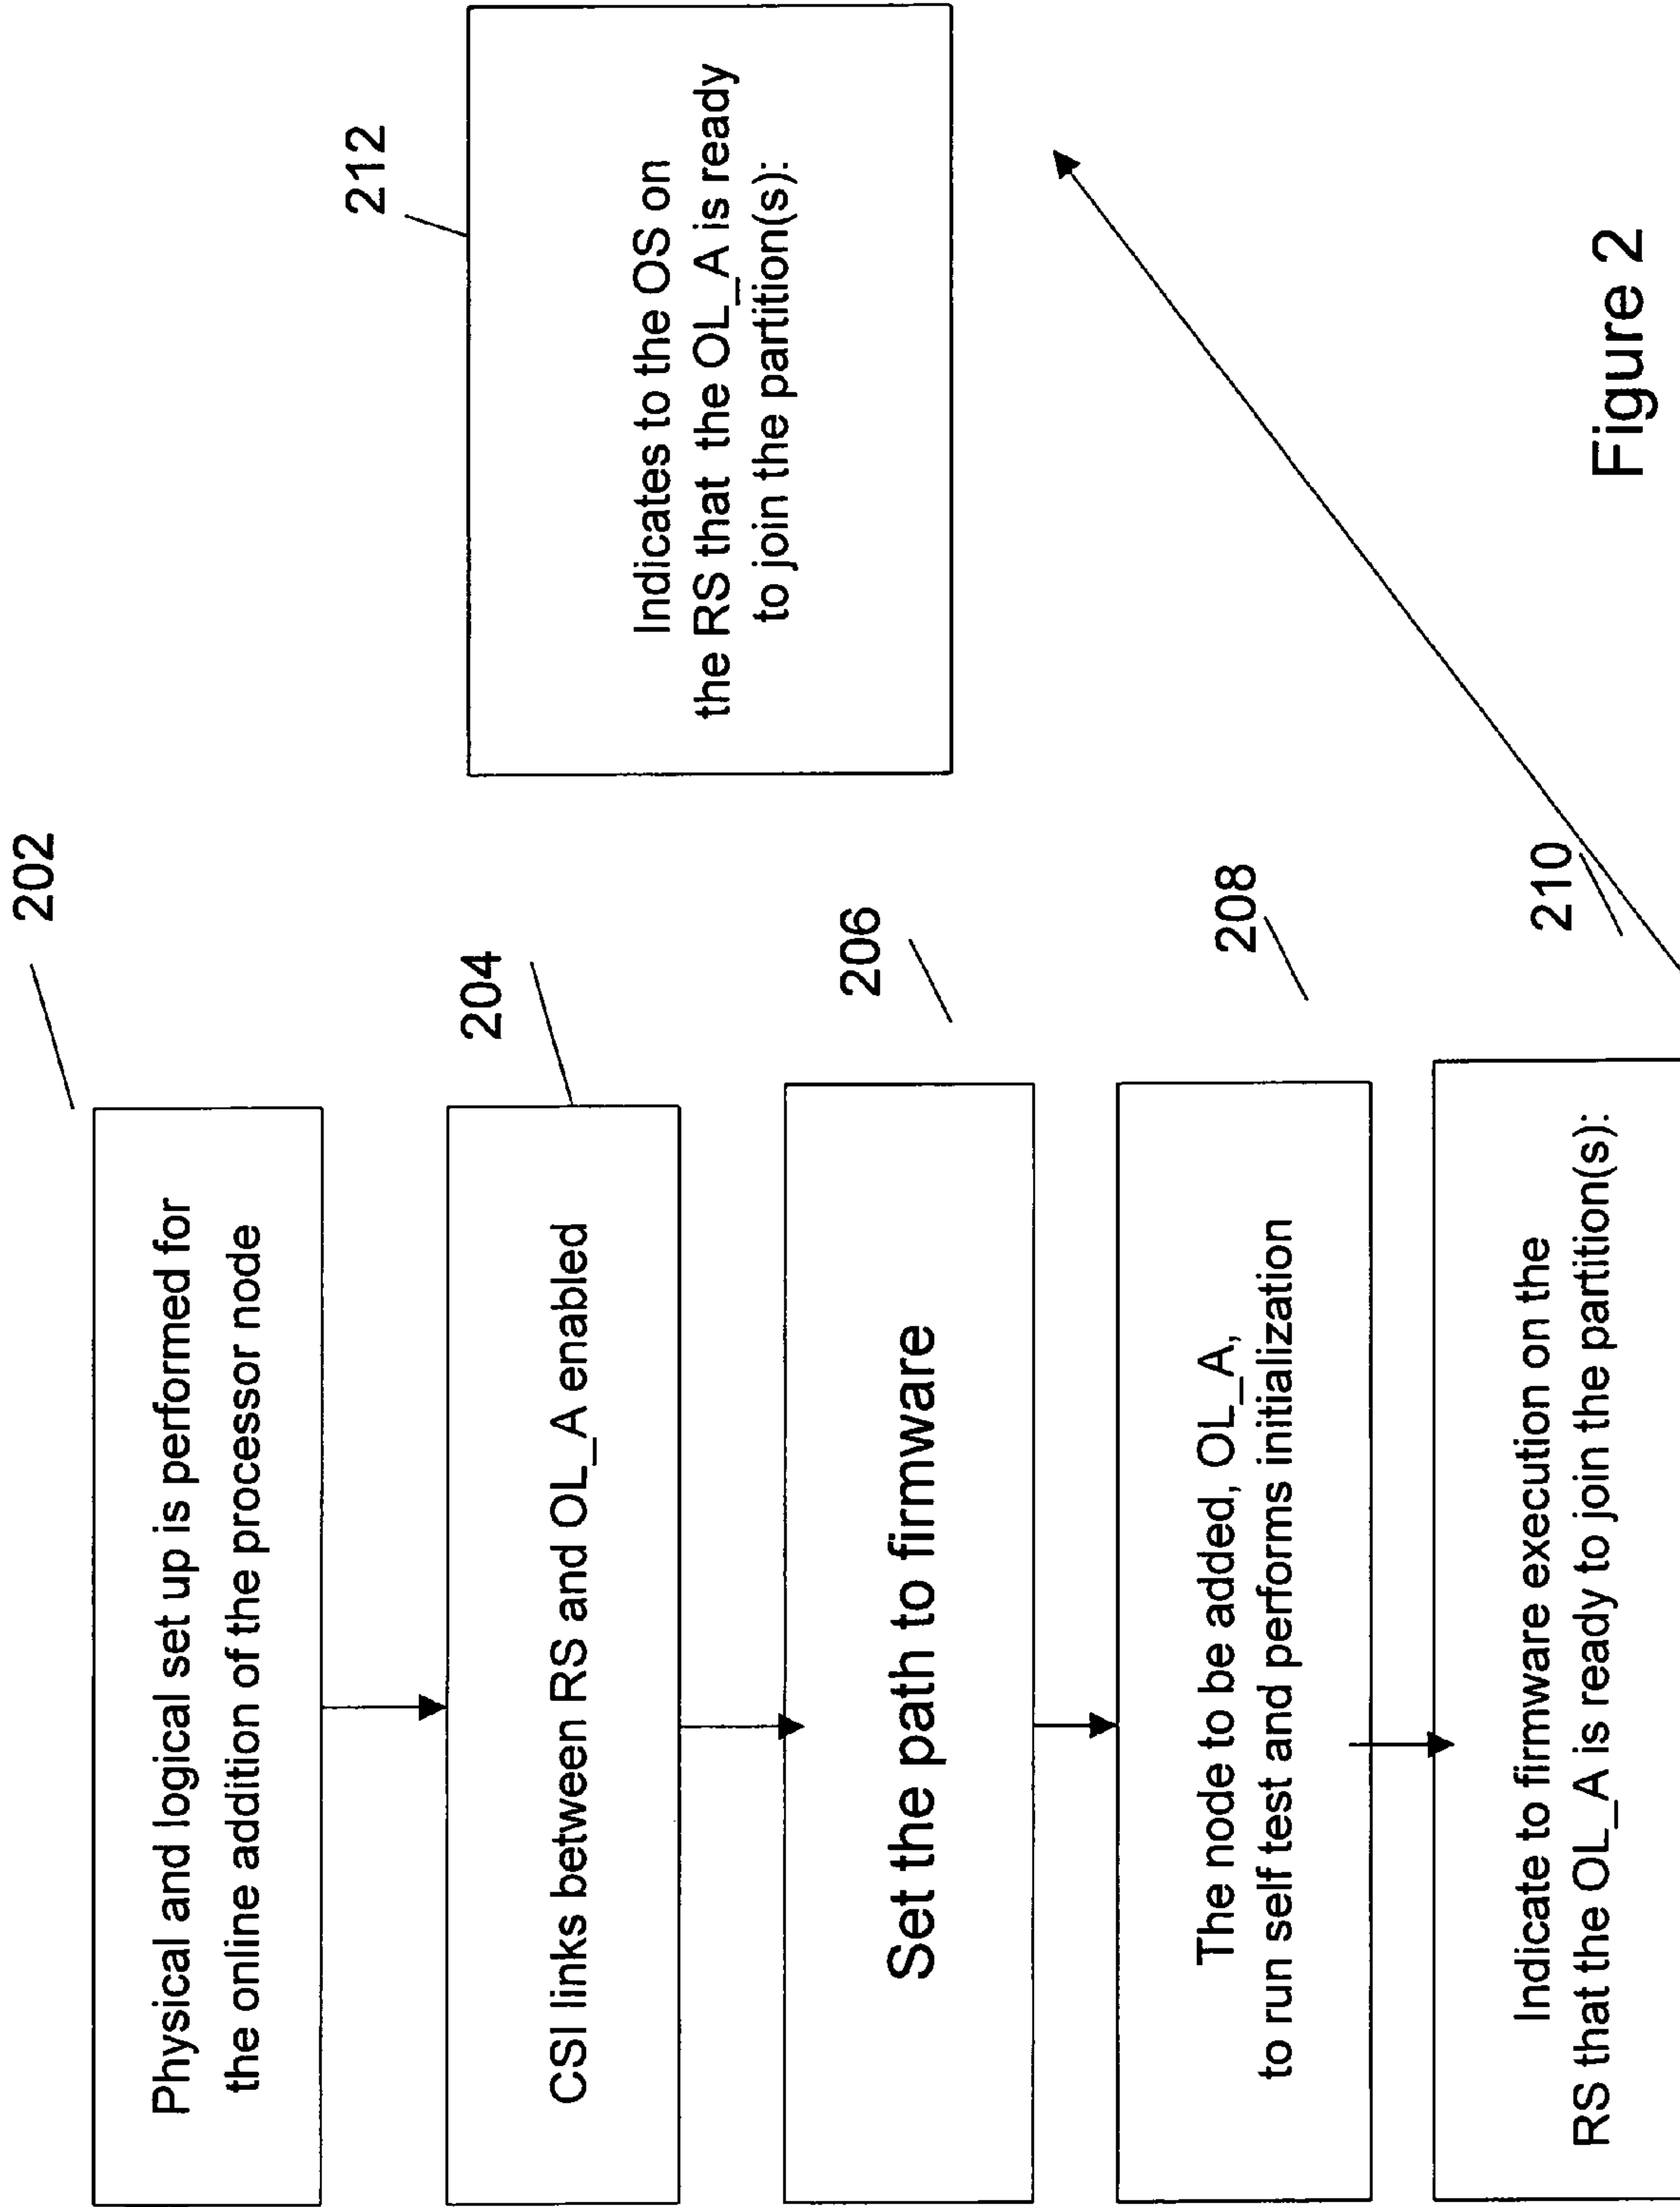 202
Physical and logical set up is performed for
the online addition of the processor node
204
CSI links between RS and OL_A enabled
206
Set the path to firmware
208
The node to be added, OL_A,
to run self test and performs initialization
210
Indicate to firmware execution on the
RS that the OL_A is ready to join the partition(s):
212
Indicates to the OS on
the RS that the OL_A is ready
to join the partition(s):
Figure 2